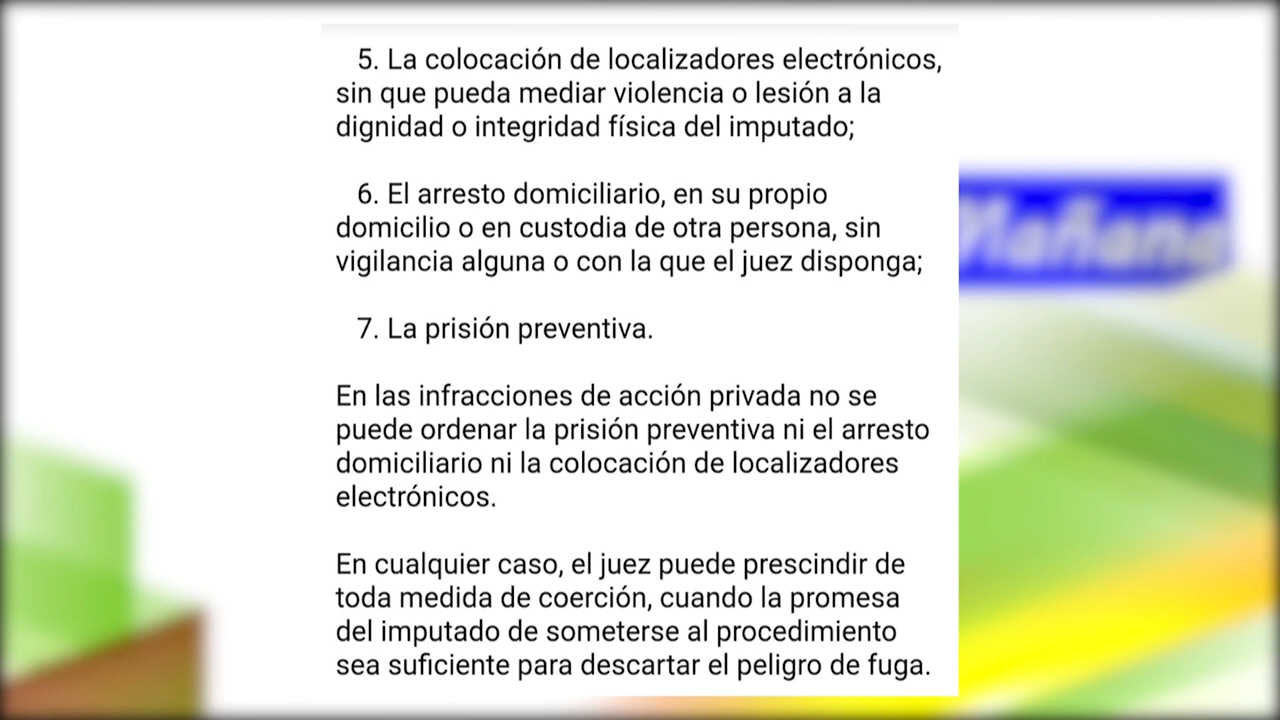 5. La colocación de localizadores electrónicos,
sin que pueda mediar violencia o lesión a la
dignidad o integridad física del imputado;
6. El arresto domiciliario, en su propio
domicilio o en custodia de otra persona, sin
vigilancia alguna o con la que el juez disponga;
7. La prisión preventiva.
En las infracciones de acción privada no se
puede ordenar la prisión preventiva ni el arresto
domiciliario ni la colocación de localizadores
electrónicos.
En cualquier caso, el juez puede prescindir de
toda medida de coerción, cuando la promesa
del imputado de someterse al procedimiento
sea suficiente para descartar el peligro de fuga.